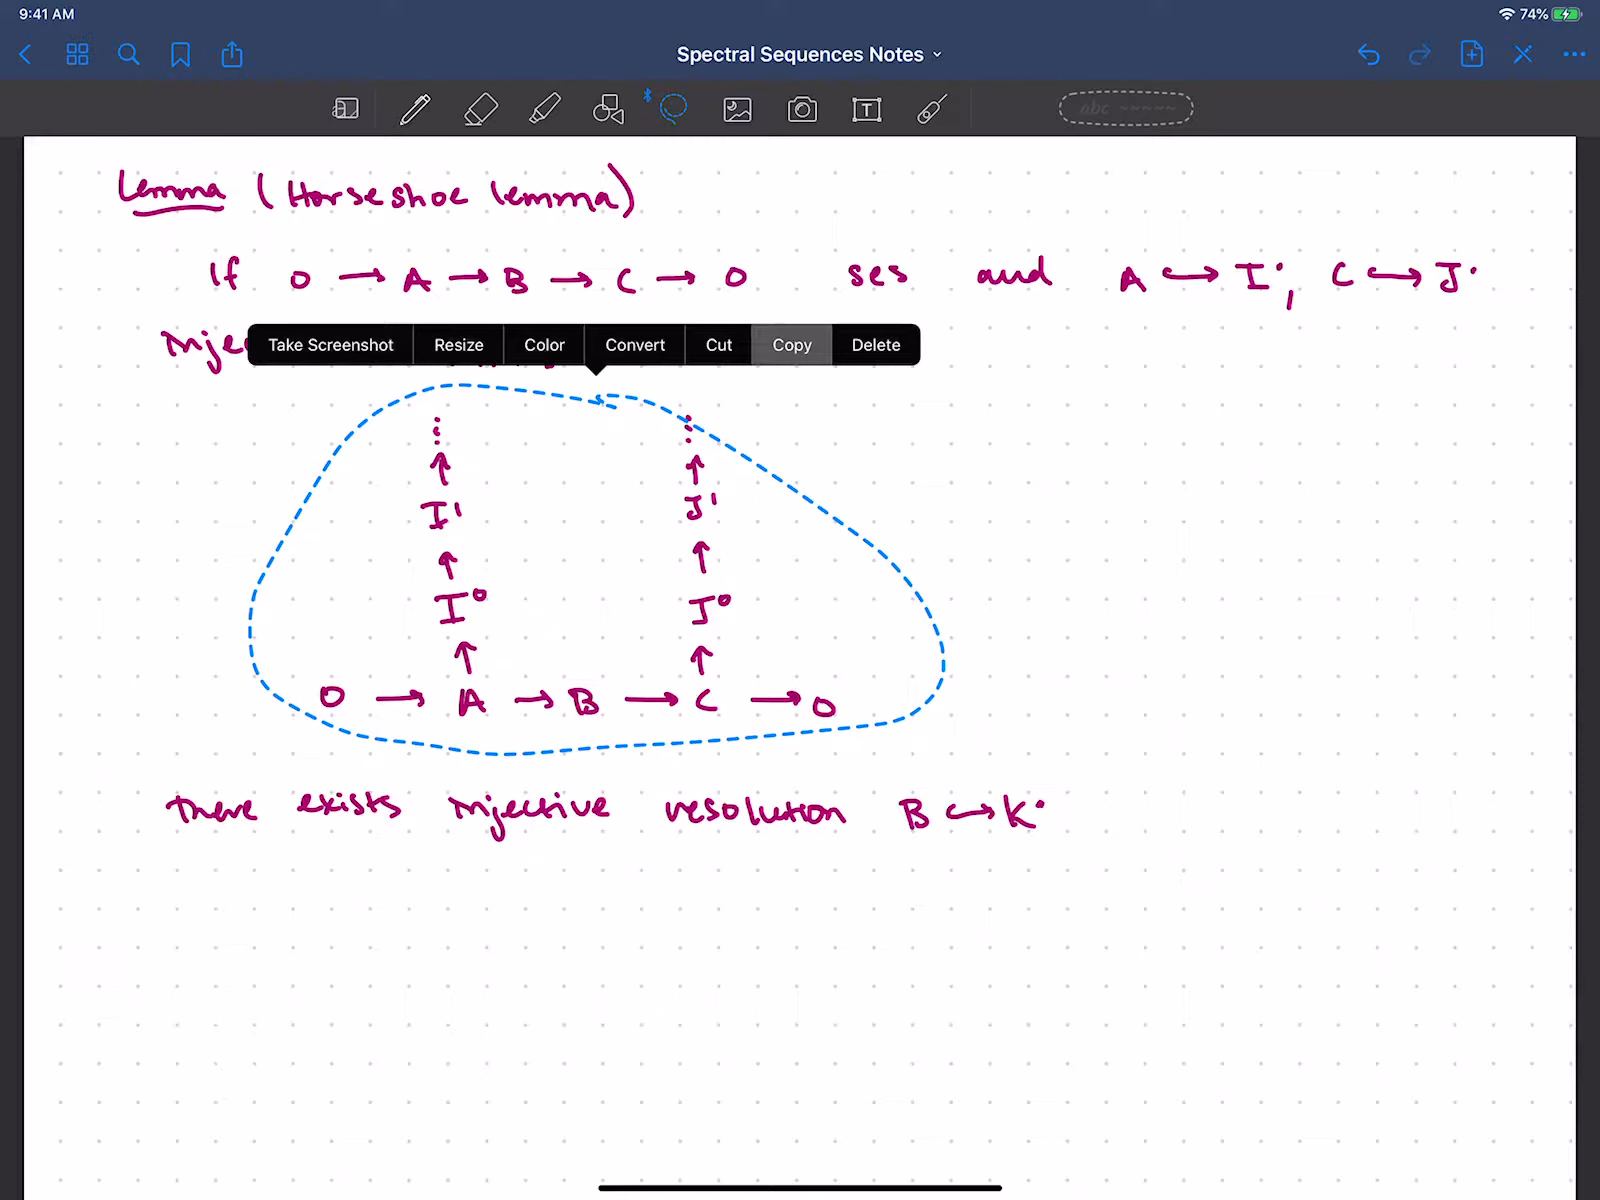 9:41 AM
74%
Spectral Sequences Notes
abc
Lemma (Horseshoe lemma)
If 0 → A → B → C → 0 ses and A ↪ I•, C ↪ J•
Take Screenshot Resize Color Convert Cut Copy Delete
⋮ ⋮
↑ ↑
I¹ J¹
↑ ↑
I⁰ J⁰
↑ ↑
0 → A → B → C → 0
there exists injective resolution B ↪ K•